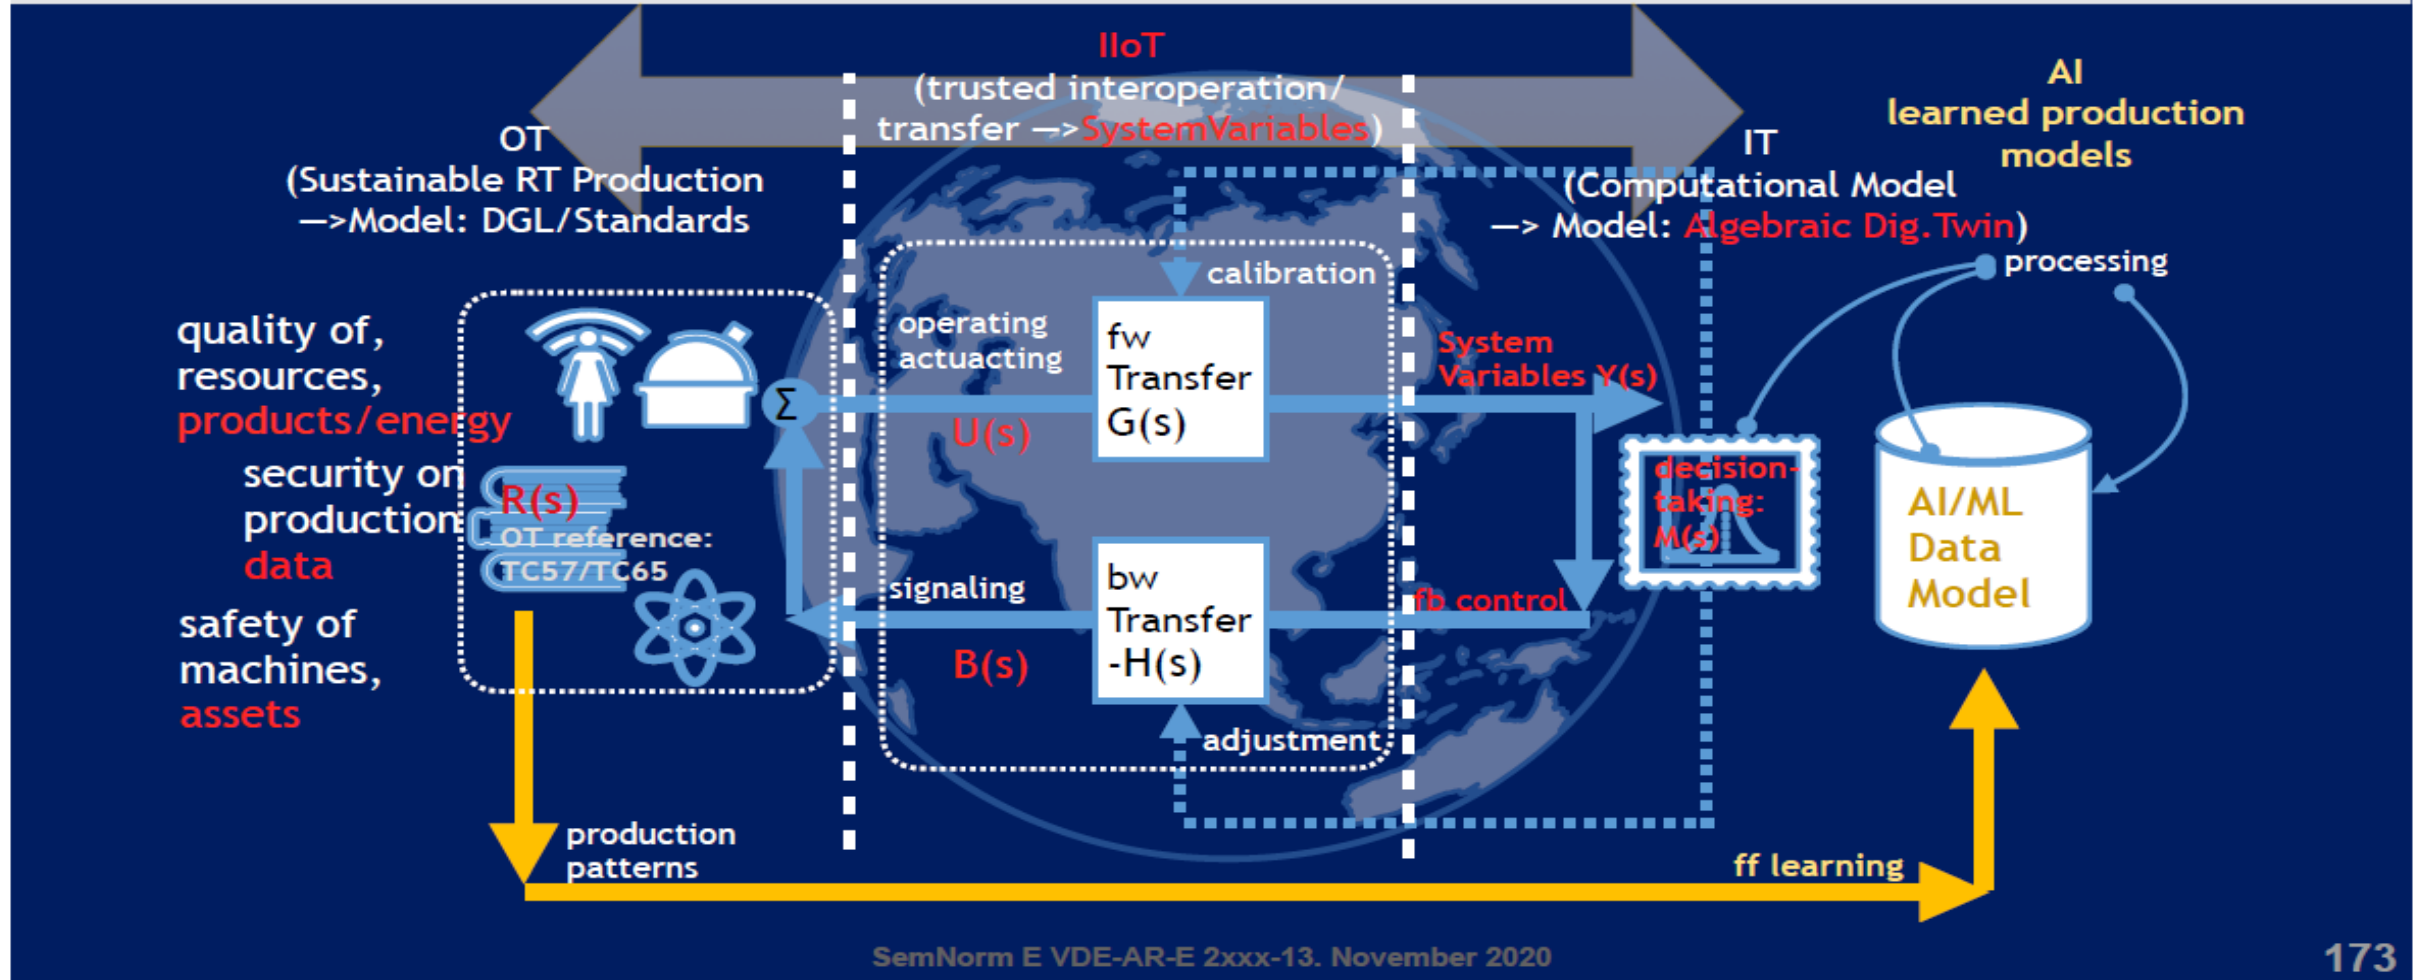 IIoT
(trusted interoperation/
transfer —>SystemVariables)
OT
(Sustainable RT Production
—>Model: DGL/Standards
IT
(Computational Model
—> Model: Algebraic Dig.Twin)
AI
learned production
models
processing
quality of,
resources,
products/energy
security on
production
data
safety of
machines,
assets
Σ
R(s)
OT reference:
TC57/TC65
operating
actuacting
U(s)
calibration
fw
Transfer
G(s)
signaling
B(s)
bw
Transfer
-H(s)
adjustment
System
Variables Y(s)
fb control
decision-
taking:
M(s)
AI/ML
Data
Model
production
patterns
ff learning
SemNorm E VDE-AR-E 2xxx-13. November 2020
173